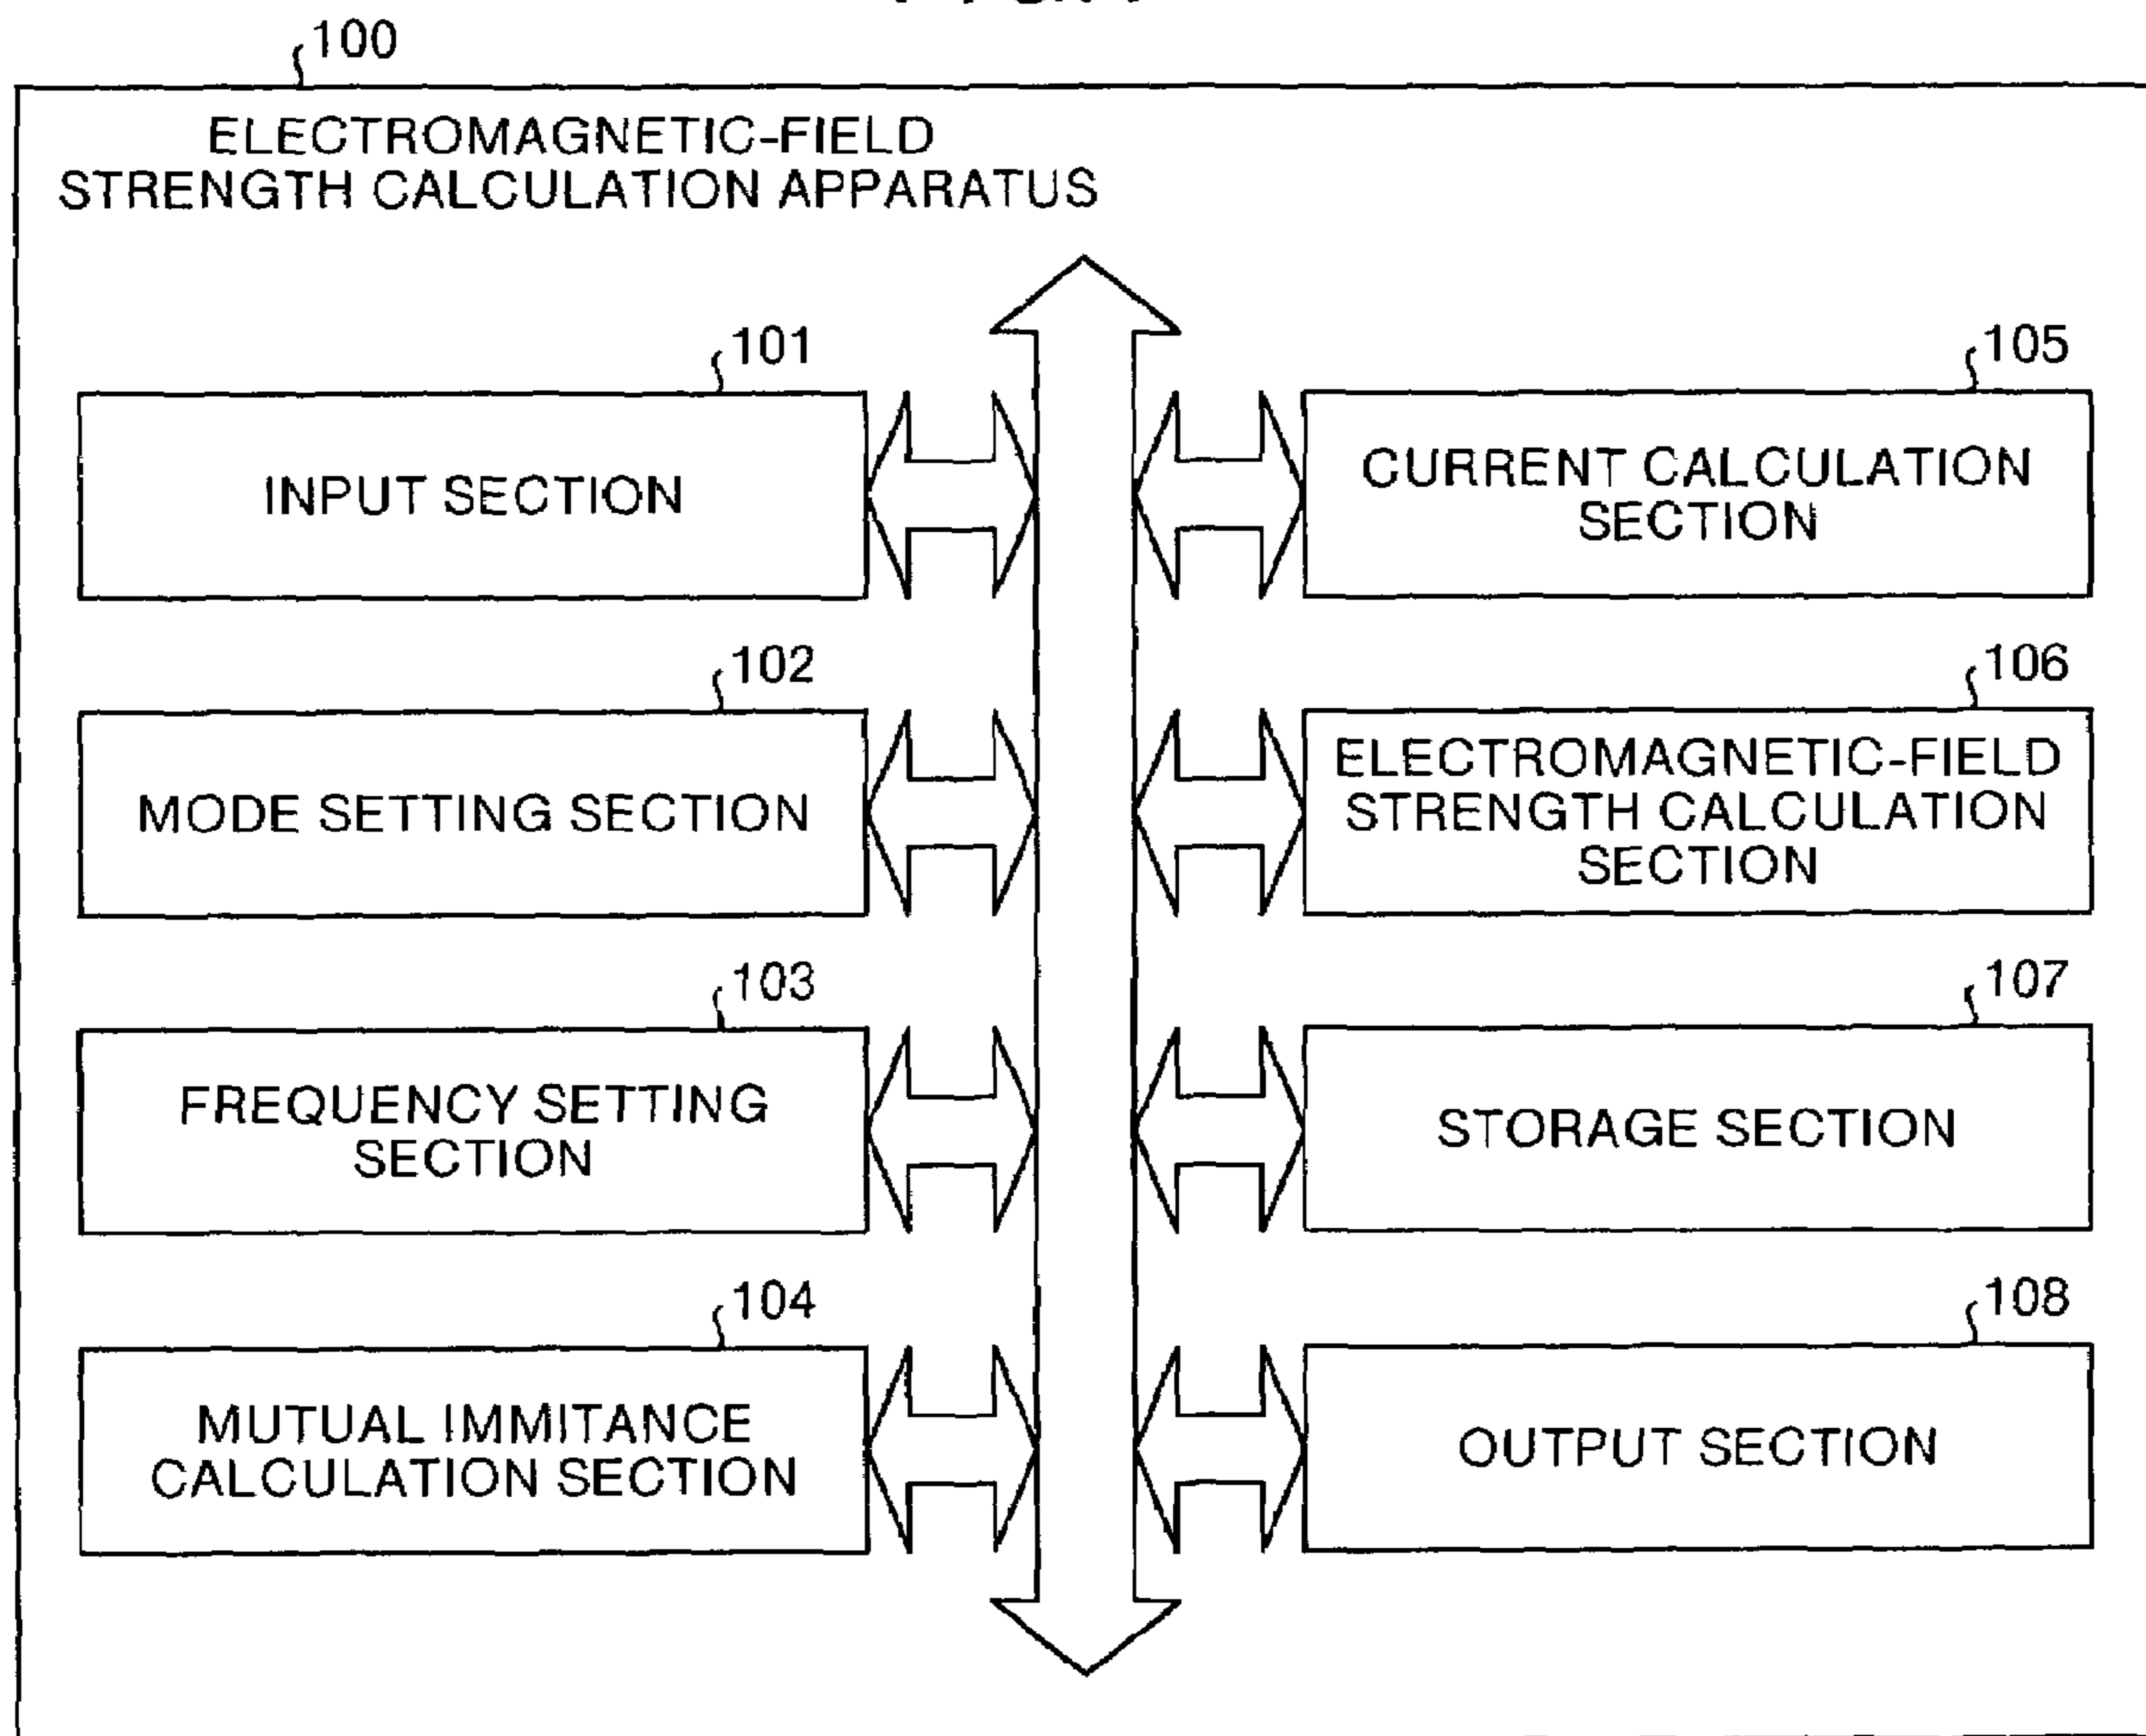 100
ELECTROMAGNETIC-FIELD
STRENGTH CALCULATION APPARATUS
101
INPUT SECTION
102
MODE SETTING SECTION
103
FREQUENCY SETTING
SECTION
104
MUTUAL IMMITANCE
CALCULATION SECTION
105
CURRENT CALCULATION
SECTION
106
ELECTROMAGNETIC-FIELD
STRENGTH CALCULATION
SECTION
107
STORAGE SECTION
108
OUTPUT SECTION